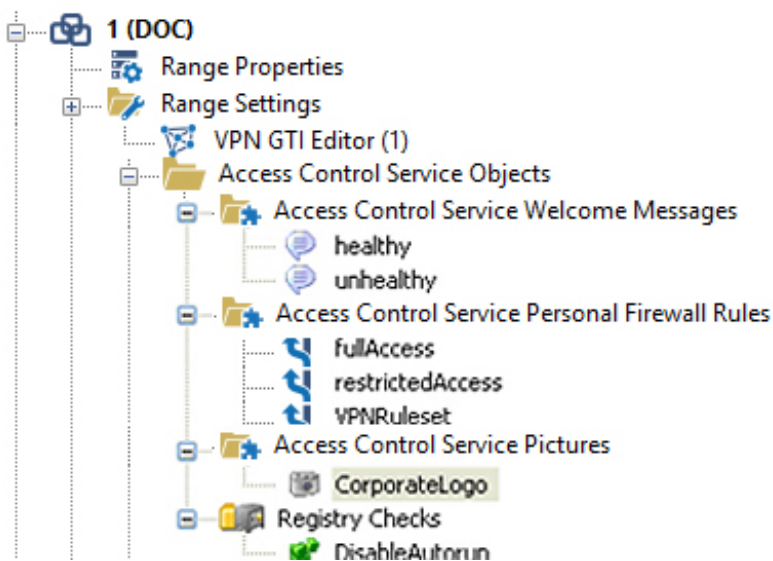 1 (DOC)
Range Properties
Range Settings
VPN GTI Editor (1)
Access Control Service Objects
Access Control Service Welcome Messages
healthy
unhealthy
Access Control Service Personal Firewall Rules
fullAccess
restrictedAccess
VPNRuleset
Access Control Service Pictures
CorporateLogo
Registry Checks
DisableAutorun